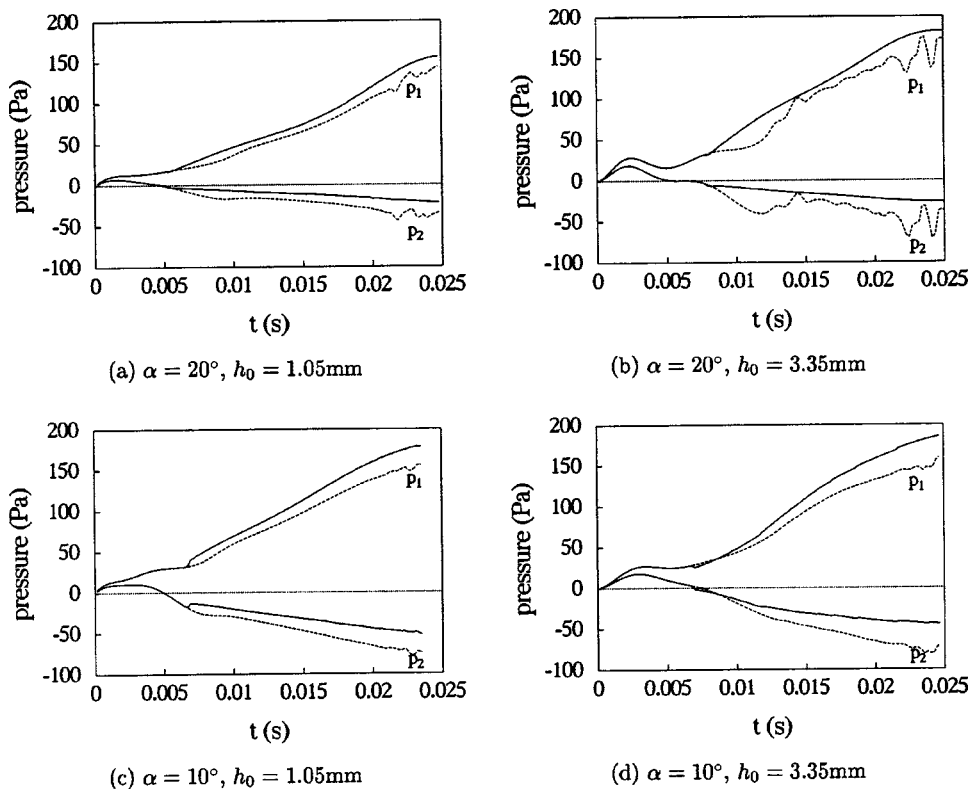 200
150
100
50
0
-50
-100
pressure (Pa)
p₁
p₂
0 0.005 0.01 0.015 0.02 0.025
t (s)
(a) α = 20°, h₀ = 1.05mm
200
150
100
50
0
-50
-100
pressure (Pa)
p₁
p₂
0 0.005 0.01 0.015 0.02 0.025
t (s)
(b) α = 20°, h₀ = 3.35mm
200
150
100
50
0
-50
-100
pressure (Pa)
p₁
p₂
0 0.005 0.01 0.015 0.02 0.025
t (s)
(c) α = 10°, h₀ = 1.05mm
200
150
100
50
0
-50
-100
pressure (Pa)
p₁
p₂
0 0.005 0.01 0.015 0.02 0.025
t (s)
(d) α = 10°, h₀ = 3.35mm